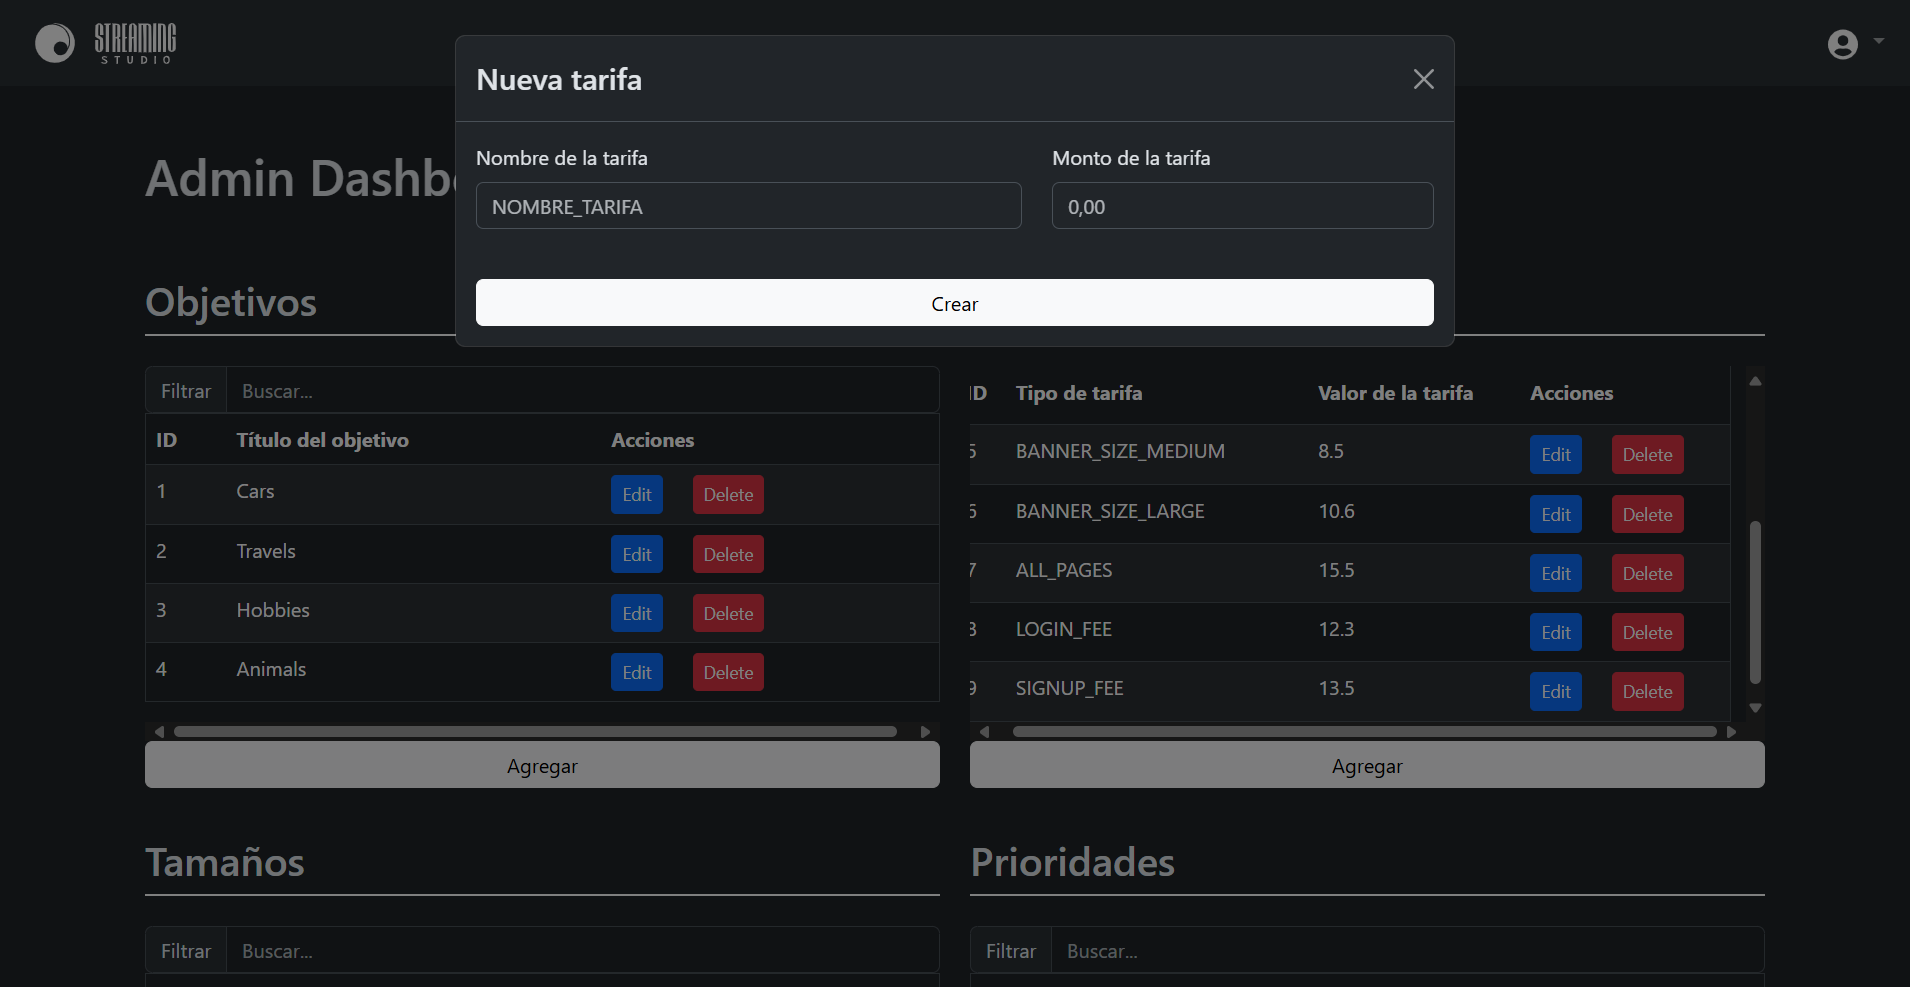 STREAMING
STUDIO
Nueva tarifa
Nombre de la tarifa
Monto de la tarifa
NOMBRE_TARIFA
0,00
Crear
Admin Dashb
Objetivos
Filtrar
Buscar...
ID Título del objetivo Acciones
1 Cars Edit Delete
2 Travels Edit Delete
3 Hobbies Edit Delete
4 Animals Edit Delete
Agregar
ID Tipo de tarifa Valor de la tarifa Acciones
5 BANNER_SIZE_MEDIUM 8.5 Edit Delete
6 BANNER_SIZE_LARGE 10.6 Edit Delete
7 ALL_PAGES 15.5 Edit Delete
8 LOGIN_FEE 12.3 Edit Delete
9 SIGNUP_FEE 13.5 Edit Delete
Agregar
Tamaños
Filtrar
Buscar...
Prioridades
Filtrar
Buscar...